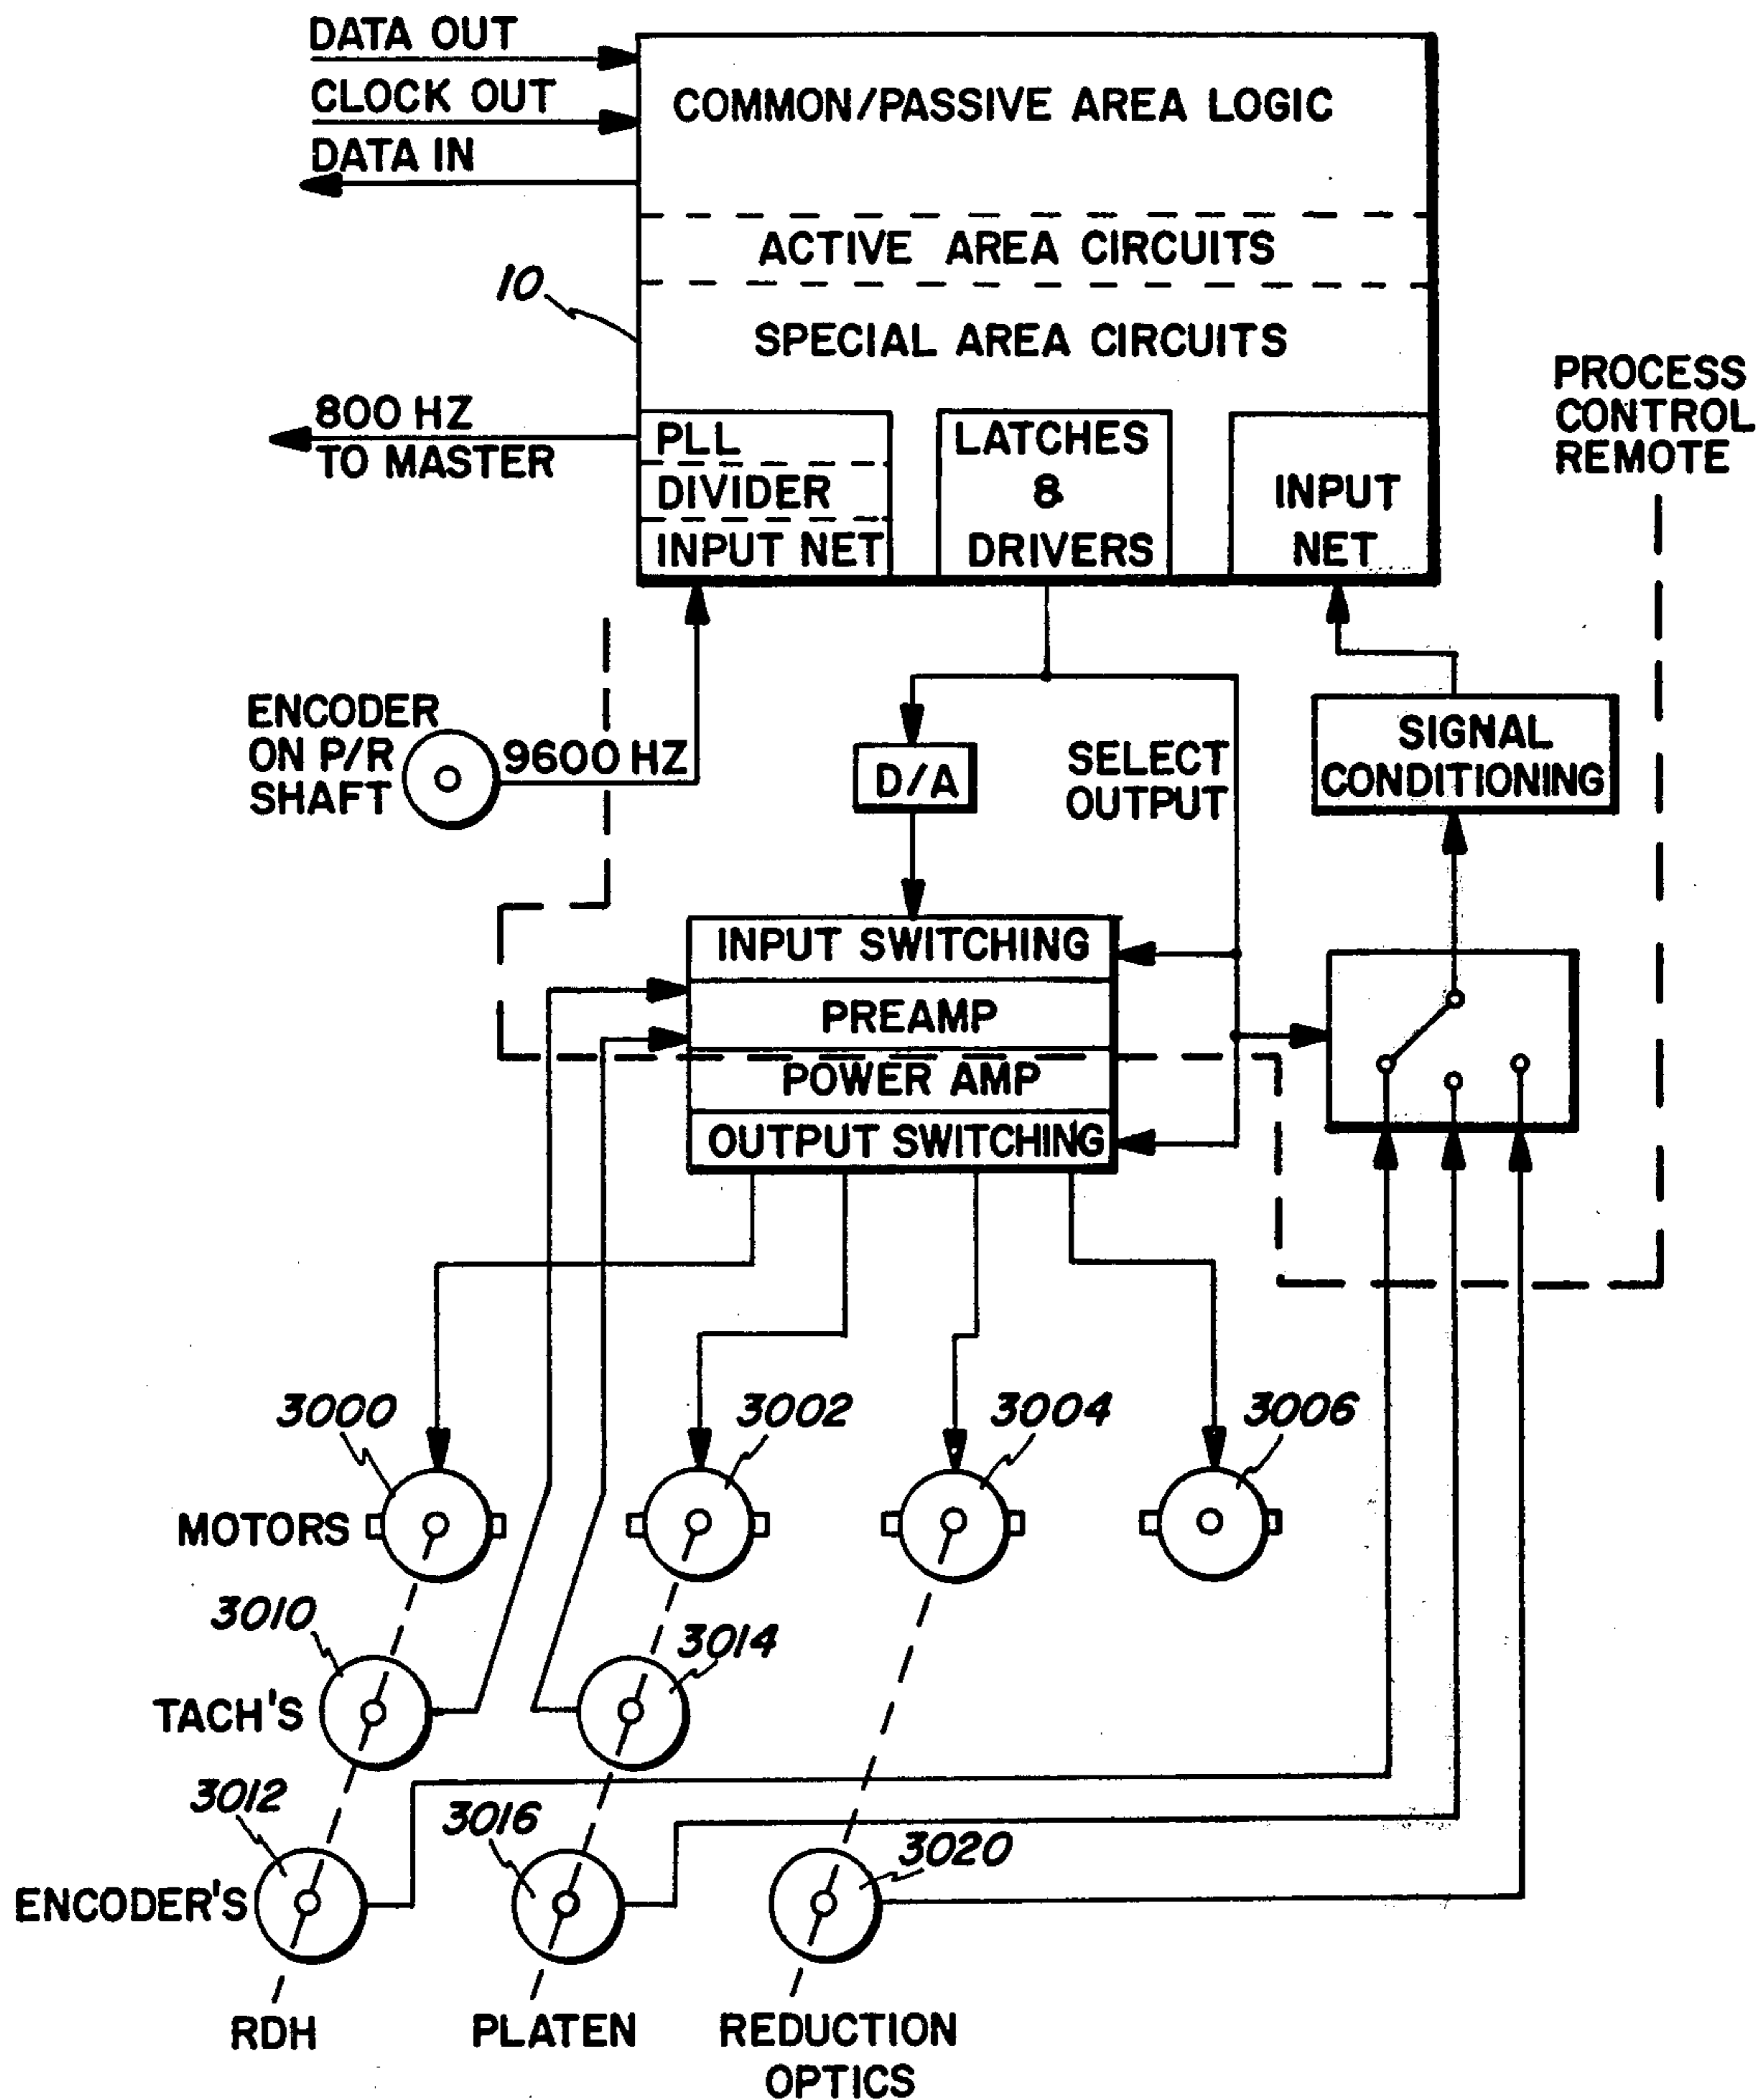 DATA OUT
CLOCK OUT
DATA IN
COMMON/PASSIVE AREA LOGIC
ACTIVE AREA CIRCUITS
10
SPECIAL AREA CIRCUITS
PROCESS
CONTROL
REMOTE
800 HZ
TO MASTER
PLL
DIVIDER
INPUT NET
LATCHES
&
DRIVERS
INPUT
NET
ENCODER
ON P/R
SHAFT
9600 HZ
D/A
SELECT
OUTPUT
SIGNAL
CONDITIONING
INPUT SWITCHING
PREAMP
POWER AMP
OUTPUT SWITCHING
3000
3002
3004
3006
MOTORS
3010
3014
TACH'S
3012
3016
3020
ENCODER'S
RDH
PLATEN
REDUCTION
OPTICS